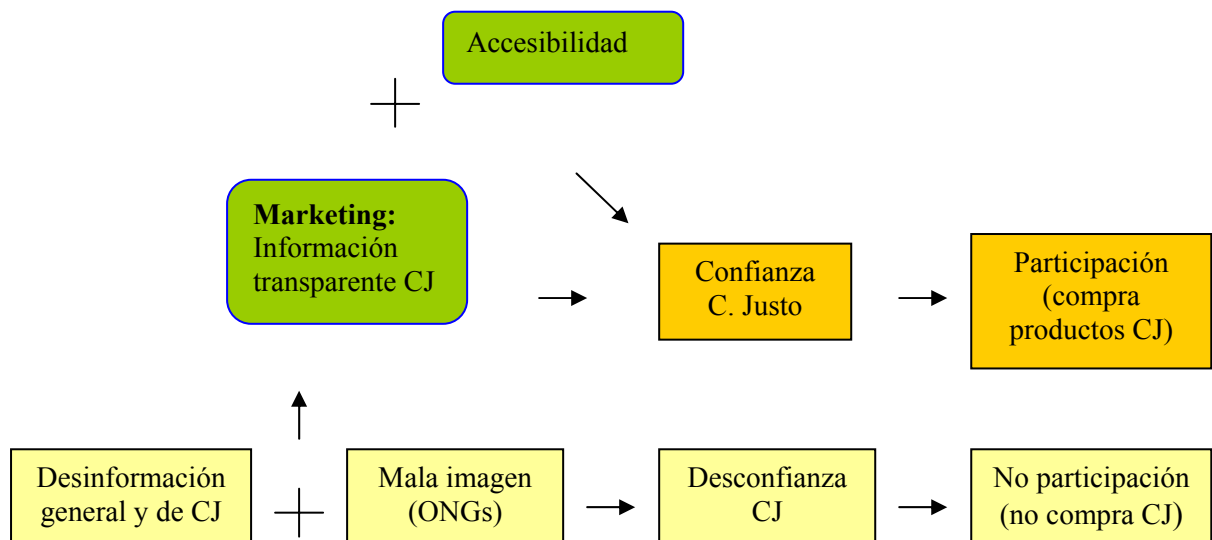 Accesibilidad
Marketing:
Información
transparente CJ
Confianza
C. Justo
Participación
(compra
productos CJ)
Desinformación
general y de CJ
Mala imagen
(ONGs)
Desconfianza
CJ
No participación
(no compra CJ)